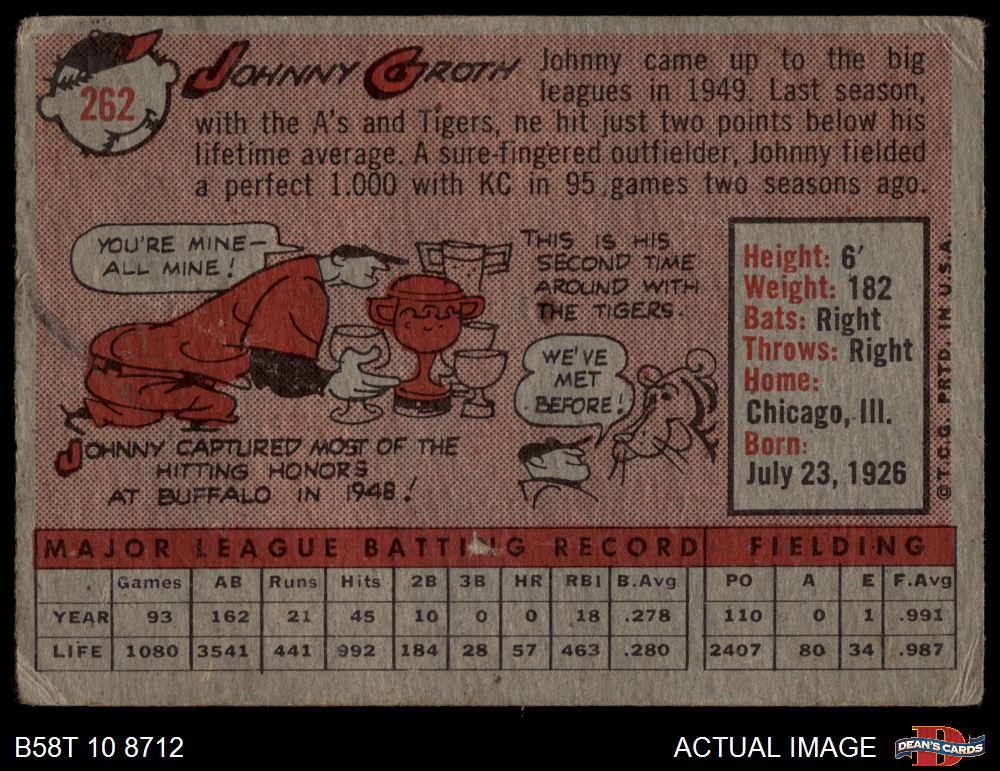 262
JOHNNY GROTH
Johnny came up to the big
leagues in 1949. Last season,
with the A's and Tigers, ne hit just two points below his
lifetime average. A sure-fingered outfielder, Johnny fielded
a perfect 1.000 with KC in 95 games two seasons ago.
YOU'RE MINE—
ALL MINE!
THIS IS HIS
SECOND TIME
AROUND WITH
THE TIGERS.
WE'VE
MET
BEFORE!
JOHNNY CAPTURED MOST OF THE
HITTING HONORS
AT BUFFALO IN 1948!
Height: 6'
Weight: 182
Bats: Right
Throws: Right
Home:
Chicago, Ill.
Born:
July 23, 1926
© T.C.G. PRTD. IN U.S.A.
MAJOR LEAGUE BATTING RECORD FIELDING
Games AB Runs Hits 2B 3B HR RBI B.Avg PO A E F.Avg
YEAR 93 162 21 45 10 0 0 18 .278 110 0 1 .991
LIFE 1080 3541 441 992 184 28 57 463 .280 2407 80 34 .987
B58T 10 8712
ACTUAL IMAGE
DEAN'S CARDS